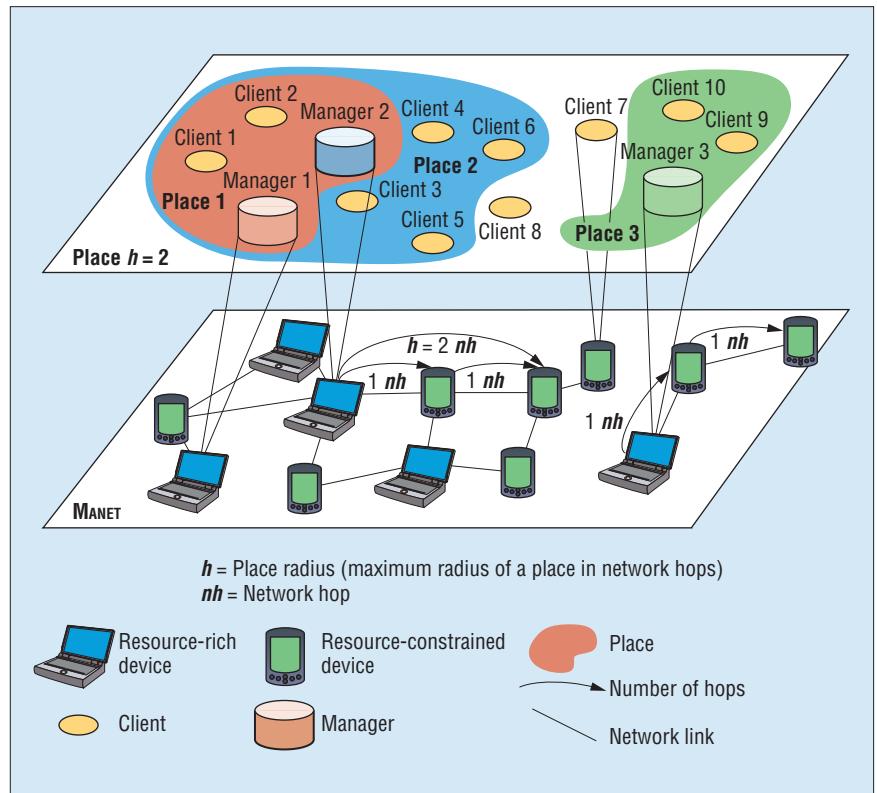 Client 10
Client 2
Manager 2
Client 4
Client 7
Client 9
Client 1
Client 6
Place 2
Manager 3
Manager 1
Client 3
Place 1
Client 5
Client 8
Place 3
Place h = 2
h = 2 nh
1 nh
1 nh
1 nh
1 nh
MANET
h = Place radius (maximum radius of a place in network hops)
nh = Network hop
Resource-rich
device
Resource-constrained
device
Place
Number of hops
Client
Manager
Network link